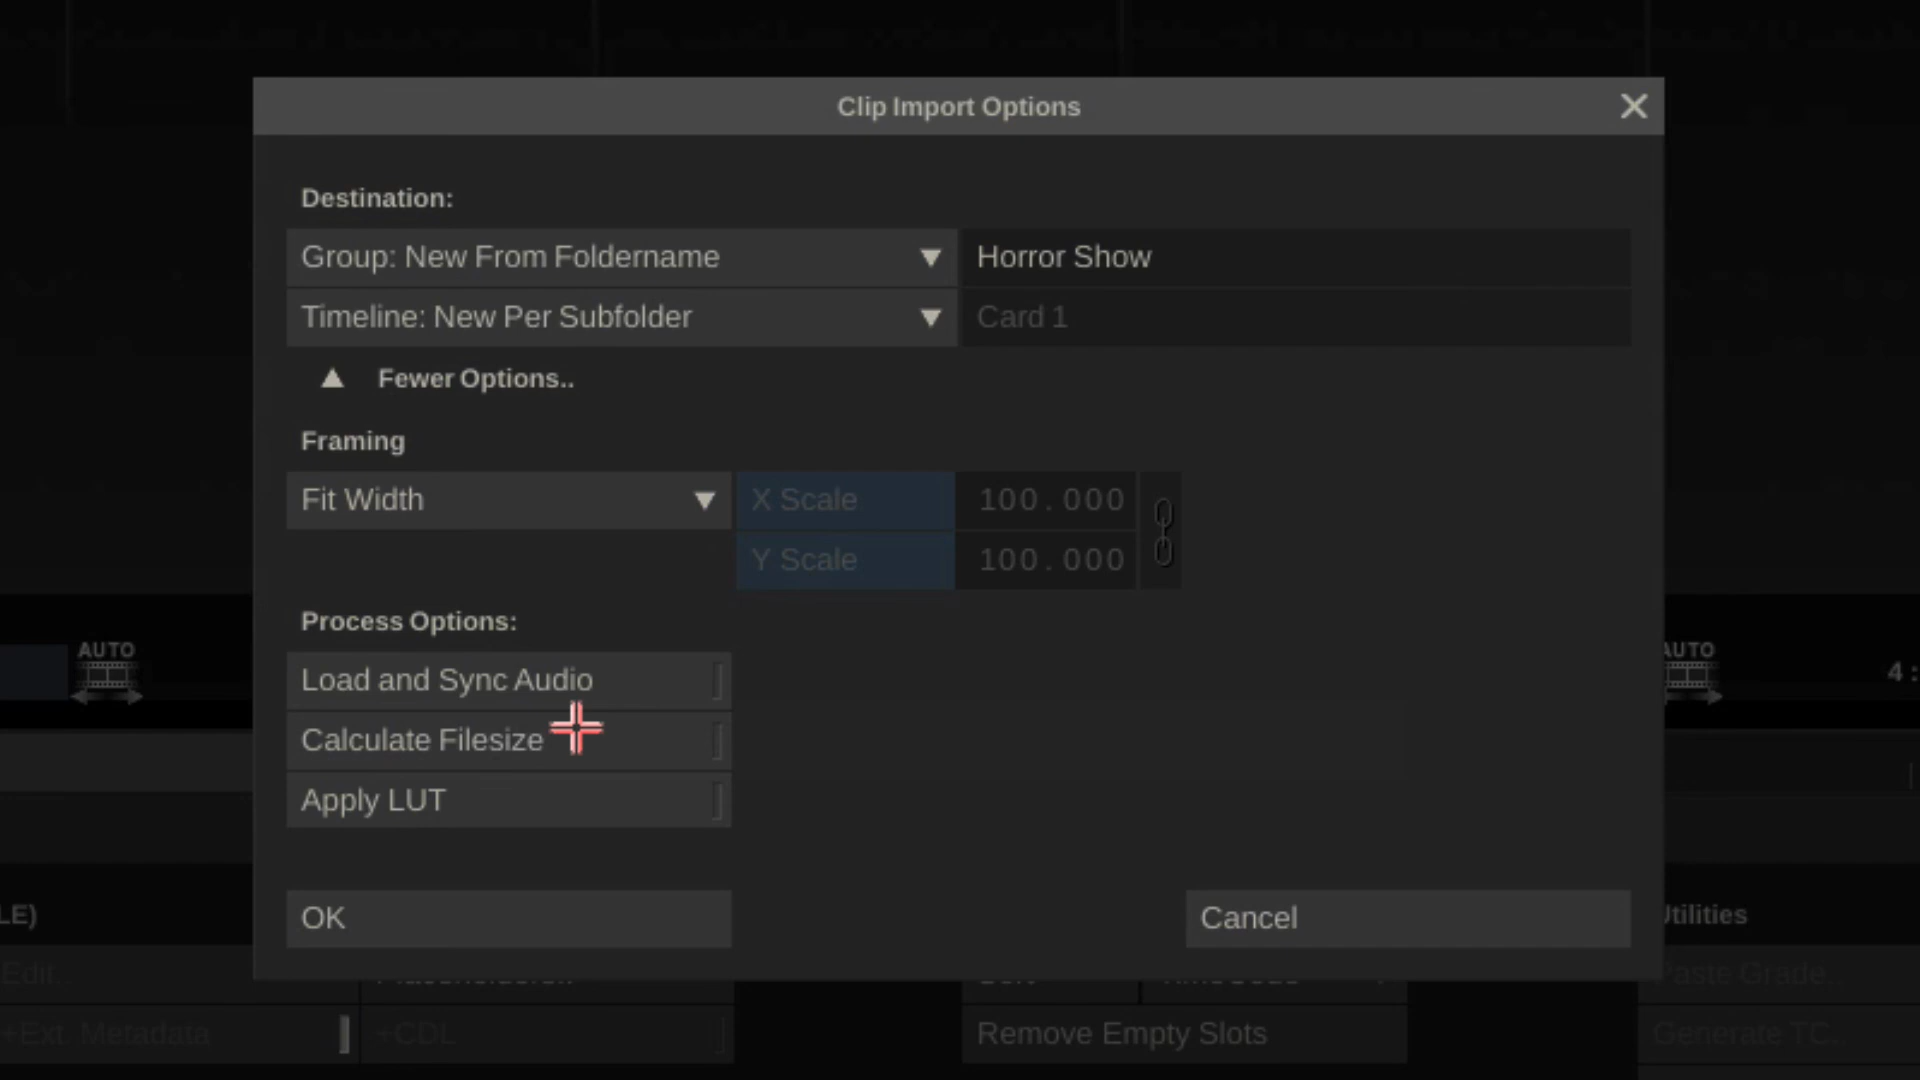 Clip Import Options
Destination:
Group: New From Foldername
Horror Show
Timeline: New Per Subfolder
Card 1
Fewer Options..
Framing
Fit Width
X Scale
100.000
Y Scale
100.000
AUTO
AUTO
4:
Process Options:
Load and Sync Audio
Calculate Filesize
Apply LUT
OK
Cancel
LE)
Utilities
Edit..
Paste Grade..
+Ext. Metadata
+CDL
Remove Empty Slots
Generate TC..